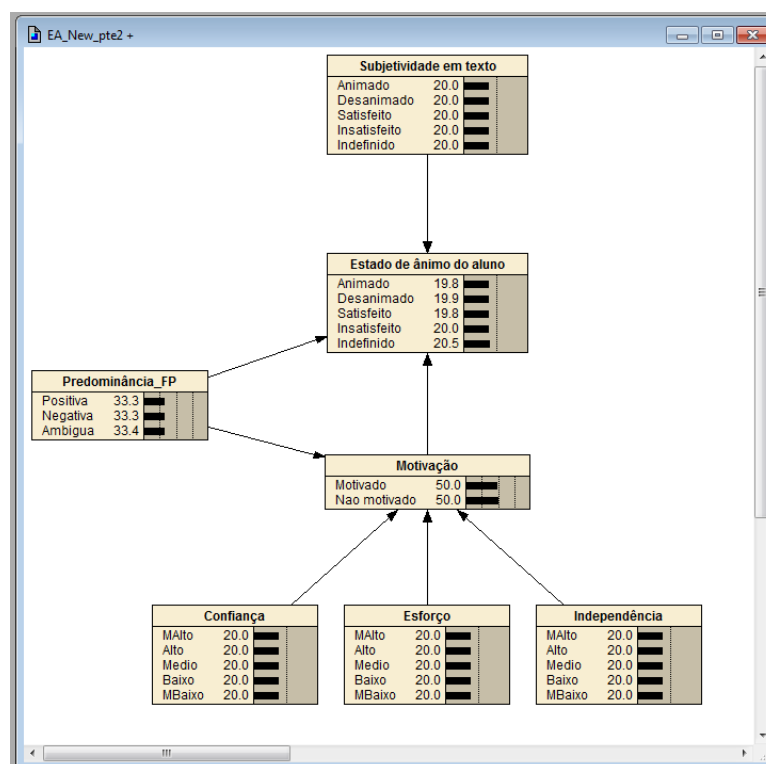 EA_New_pte2 +
Subjetividade em texto
Animado 20.0
Desanimado 20.0
Satisfeito 20.0
Insatisfeito 20.0
Indefinido 20.0
Estado de ânimo do aluno
Animado 19.8
Desanimado 19.9
Satisfeito 19.8
Insatisfeito 20.0
Indefinido 20.5
Predominância_FP
Positiva 33.3
Negativa 33.3
Ambigua 33.4
Motivação
Motivado 50.0
Nao motivado 50.0
Confiança
MAlto 20.0
Alto 20.0
Medio 20.0
Baixo 20.0
MBaixo 20.0
Esforço
MAlto 20.0
Alto 20.0
Medio 20.0
Baixo 20.0
MBaixo 20.0
Independência
MAlto 20.0
Alto 20.0
Medio 20.0
Baixo 20.0
MBaixo 20.0